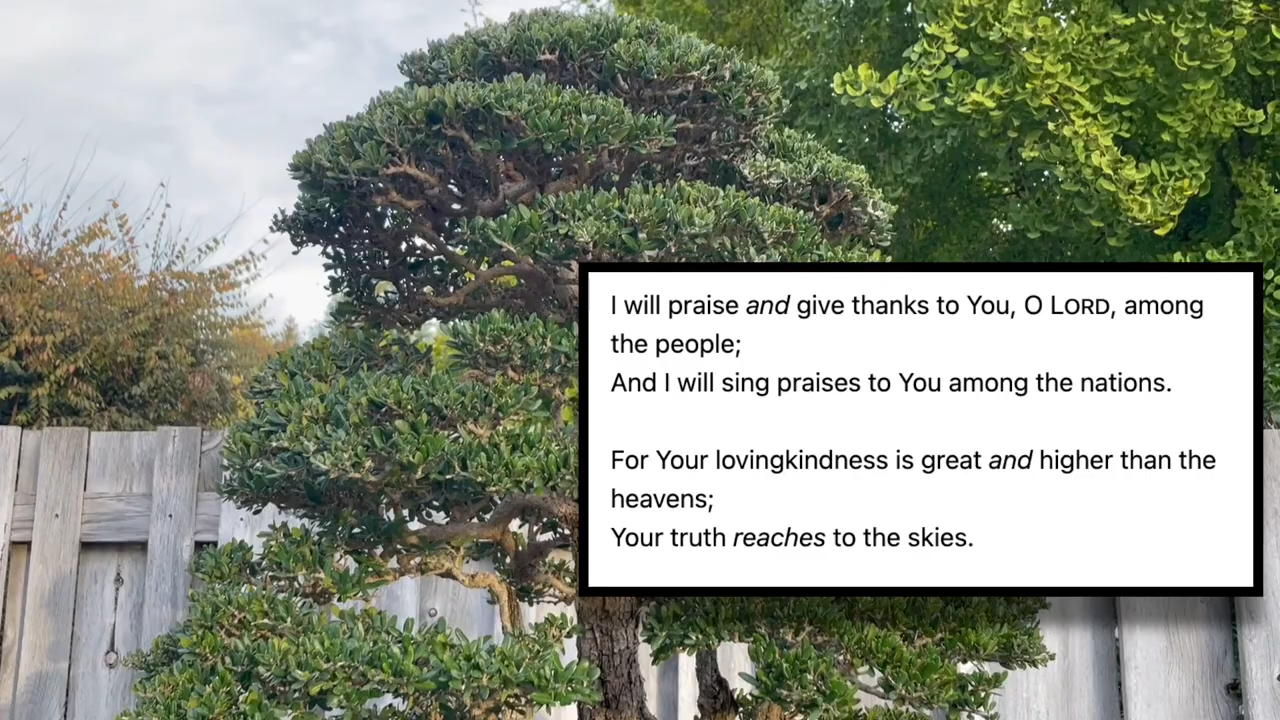 I will praise and give thanks to You, O LORD, among
the people;
And I will sing praises to You among the nations.
For Your lovingkindness is great and higher than the
heavens;
Your truth reaches to the skies.